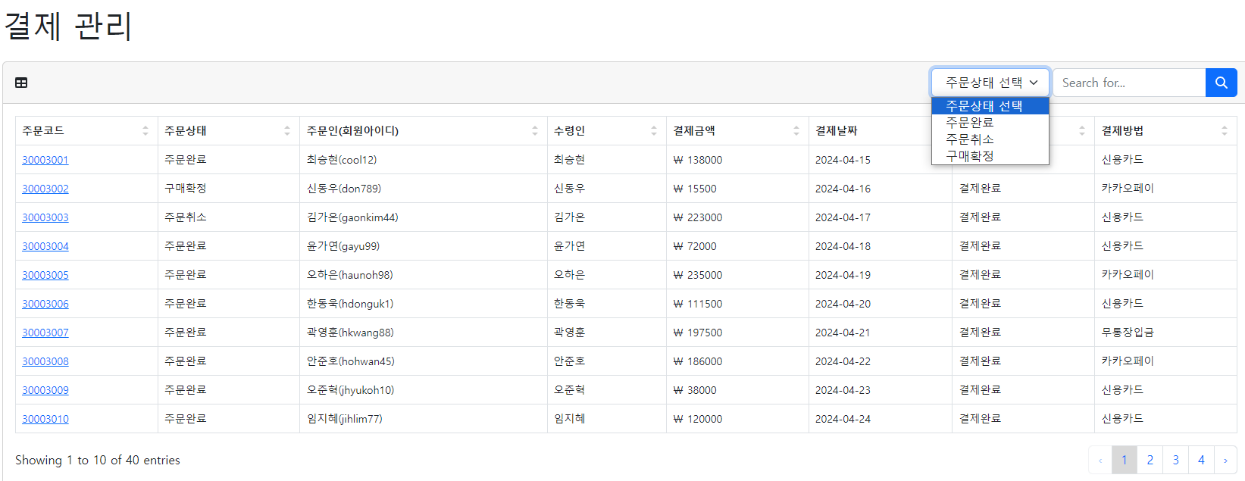 결제 관리
주문상태 선택 Search for...
주문상태 선택
주문완료
주문취소
구매확정
주문코드 주문상태 주문인(회원아이디) 수령인 결제금액 결제날짜 결제방법
30003001 주문완료 최승현(cool12) 최승현 ₩ 138000 2024-04-15 신용카드
30003002 구매확정 신동우(don789) 신동우 ₩ 15500 2024-04-16 결제완료 카카오페이
30003003 주문취소 김가은(gaonkim44) 김가은 ₩ 223000 2024-04-17 결제완료 신용카드
30003004 주문완료 윤가연(gayu99) 윤가연 ₩ 72000 2024-04-18 결제완료 신용카드
30003005 주문완료 오하은(haunoh98) 오하은 ₩ 235000 2024-04-19 결제완료 카카오페이
30003006 주문완료 한동욱(hdonguk1) 한동욱 ₩ 111500 2024-04-20 결제완료 신용카드
30003007 주문완료 곽영훈(hkwang88) 곽영훈 ₩ 197500 2024-04-21 결제완료 무통장입금
30003008 주문완료 안준호(hohwan45) 안준호 ₩ 186000 2024-04-22 결제완료 카카오페이
30003009 주문완료 오준혁(jhyukoh10) 오준혁 ₩ 38000 2024-04-23 결제완료 신용카드
30003010 주문완료 임지혜(jihlim77) 임지혜 ₩ 120000 2024-04-24 결제완료 신용카드
Showing 1 to 10 of 40 entries ‹ 1 2 3 4 ›